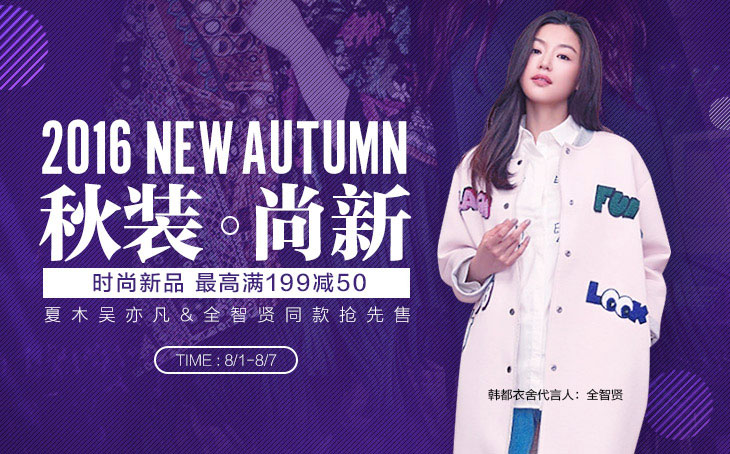 2016 NEW AUTUMN
秋装。尚新
时尚新品 最高满199减50
夏木吴亦凡&全智贤同款抢先售
TIME : 8/1-8/7
FUN
LOOK
韩都衣舍代言人：全智贤